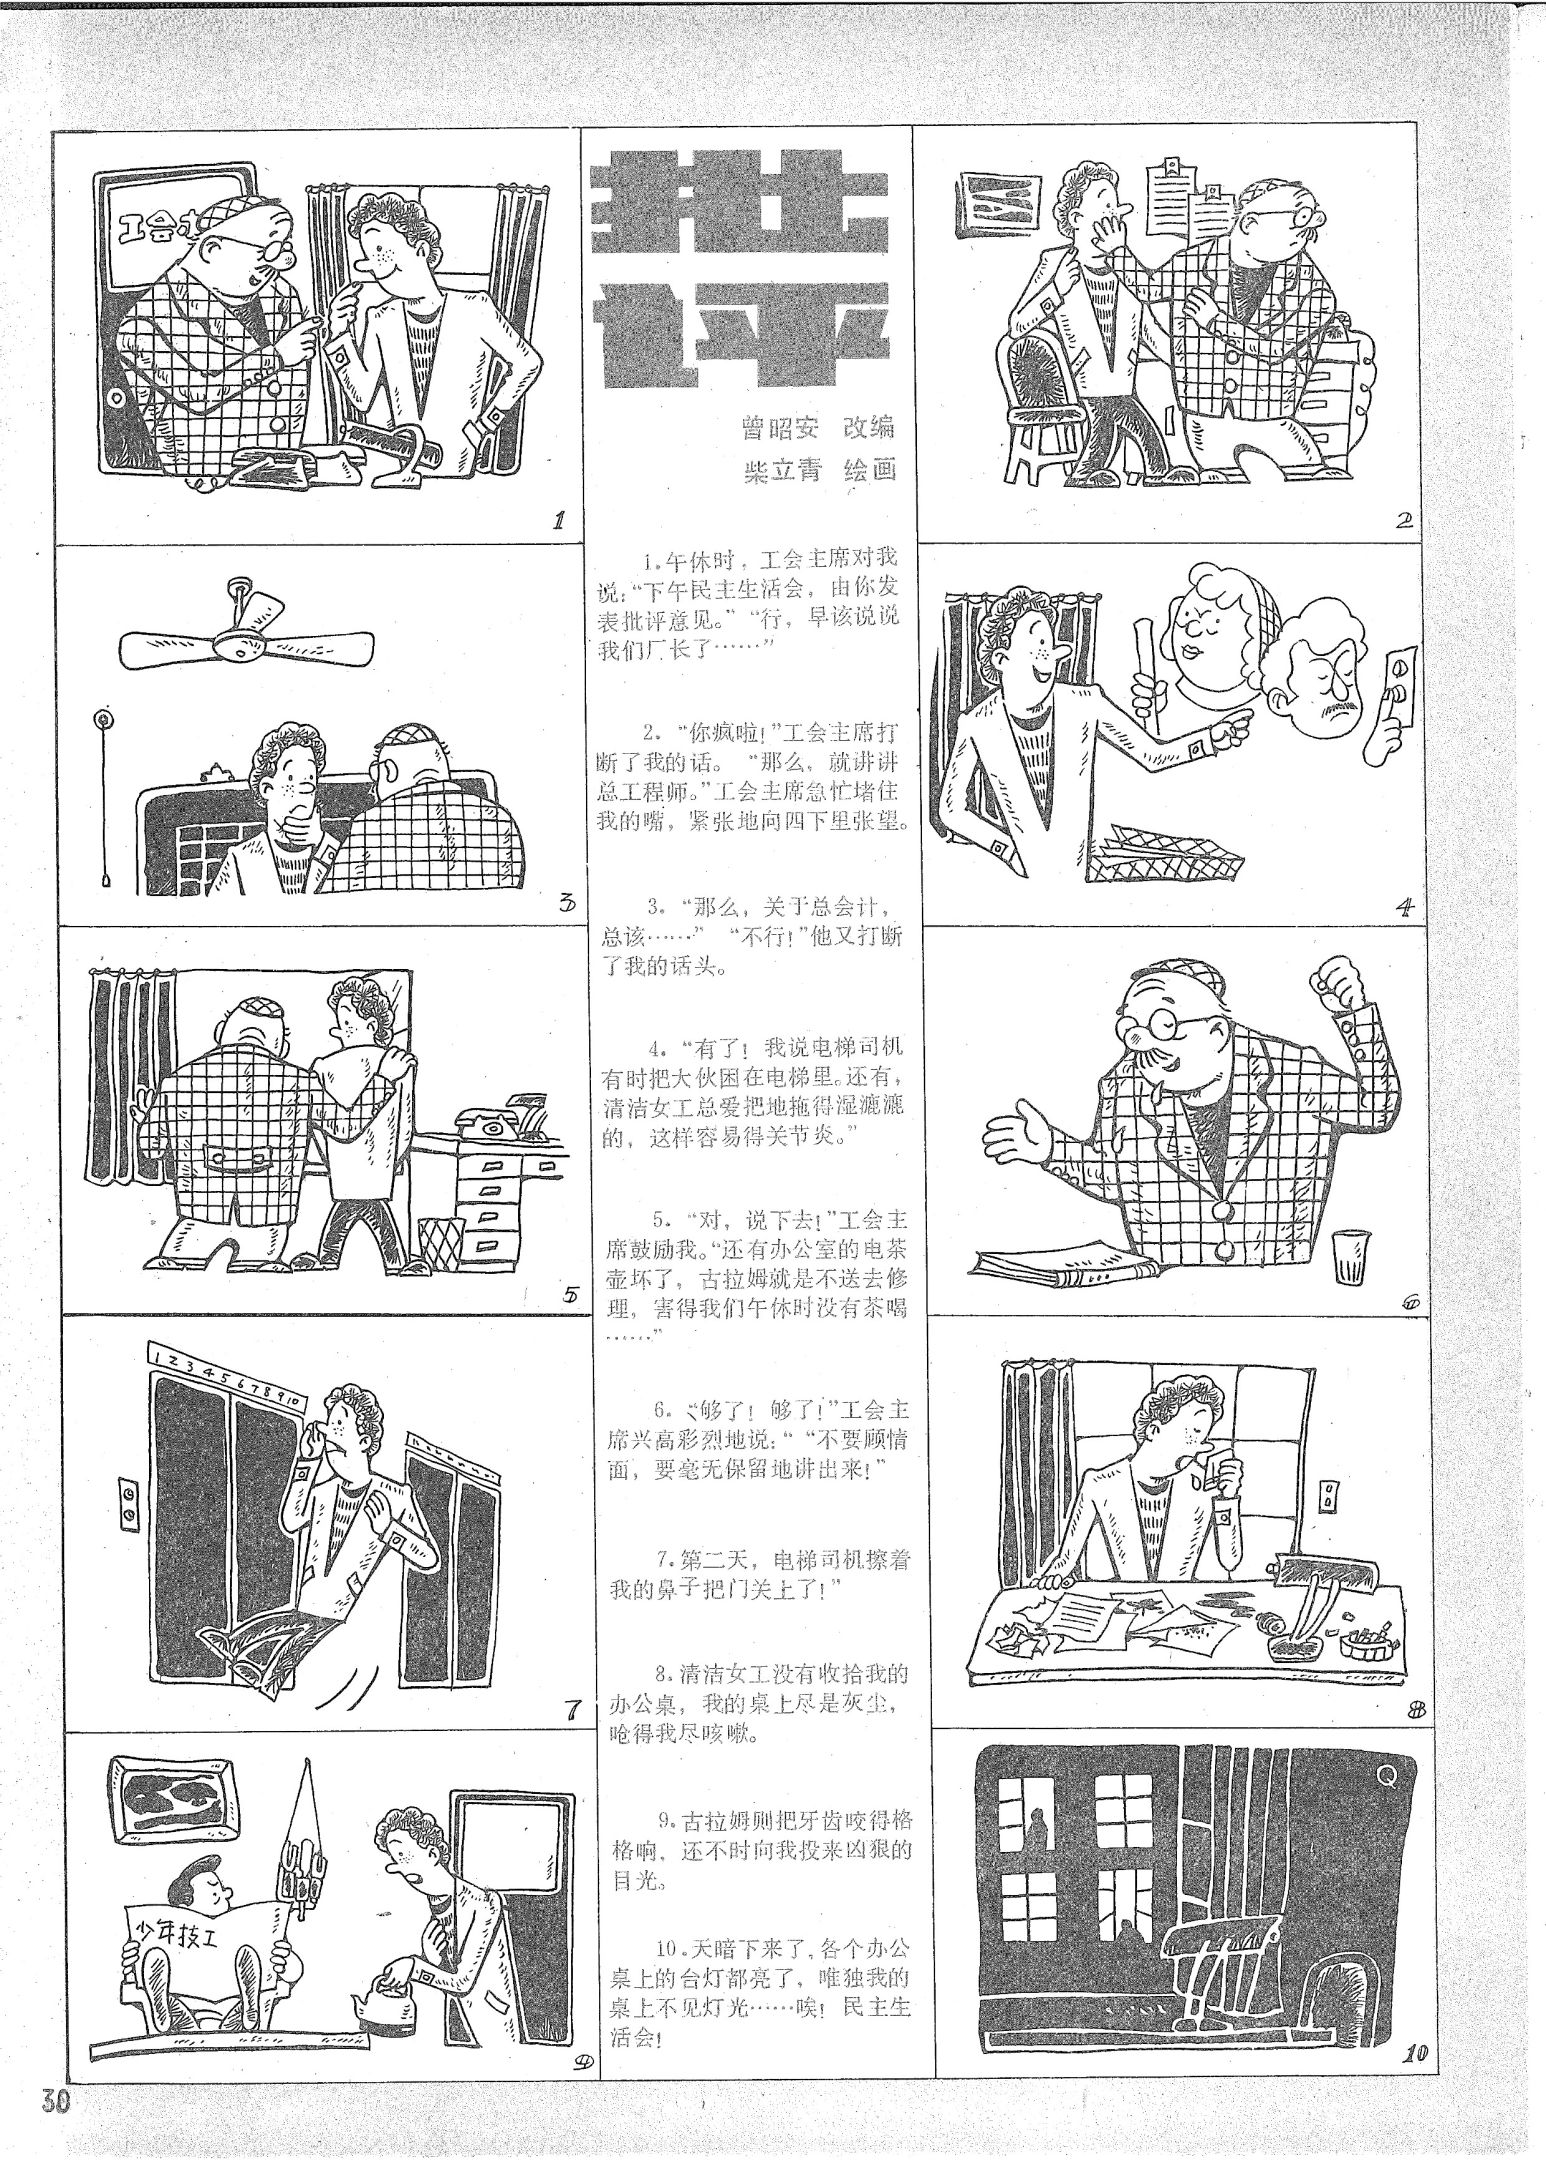 批评
曾昭安 改编
柴立青 绘画
工会
1
2
3
4
5
6
1 2 3 4 5 6 7 8 9 10
7
8
少年技工
9
10
1.午休时，工会主席对我
说：“下午民主生活会，由你发
表批评意见。” “行，早该说说
我们厂长了……”
2. “你疯啦！”工会主席打
断了我的话。 “那么，就讲讲
总工程师。”工会主席急忙堵住
我的嘴，紧张地向四下里张望。
3. “那么，关于总会计，
总该……” “不行！”他又打断
了我的话头。
4. “有了！我说电梯司机
有时把大伙困在电梯里。还有，
清洁女工总爱把地拖得湿漉漉
的，这样容易得关节炎。”
5. “对，说下去！”工会主
席鼓励我。“还有办公室的电茶
壶坏了，古拉姆就是不送去修
理，害得我们午休时没有茶喝
……”
6. “够了！够了！”工会主
席兴高彩烈地说：“ “不要顾情
面，要毫无保留地讲出来！”
7.第二天，电梯司机擦着
我的鼻子把门关上了！”
8.清洁女工没有收拾我的
办公桌，我的桌上尽是灰尘，
呛得我尽咳嗽。
9.古拉姆则把牙齿咬得格
格响，还不时向我投来凶狠的
目光。
10.天暗下来了，各个办公
桌上的台灯都亮了，唯独我的
桌上不见灯光……唉！民主生
活会！
30